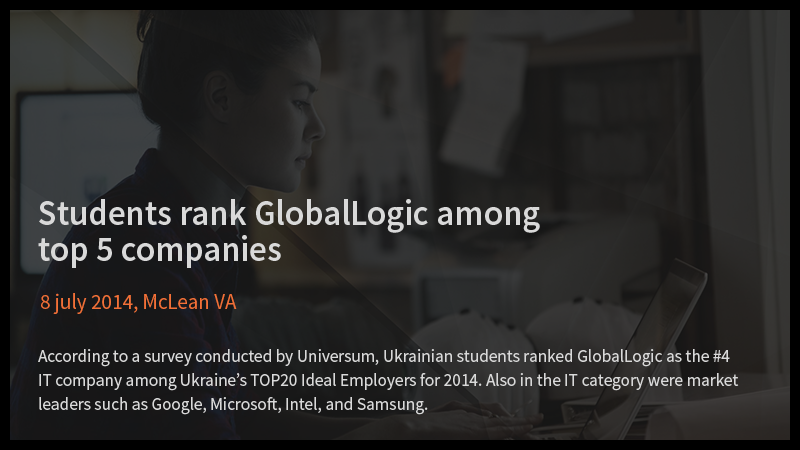 Students rank GlobalLogic among
top 5 companies
8 july 2014, McLean VA
According to a survey conducted by Universum, Ukrainian students ranked GlobalLogic as the #4
IT company among Ukraine’s TOP20 Ideal Employers for 2014. Also in the IT category were market
leaders such as Google, Microsoft, Intel, and Samsung.